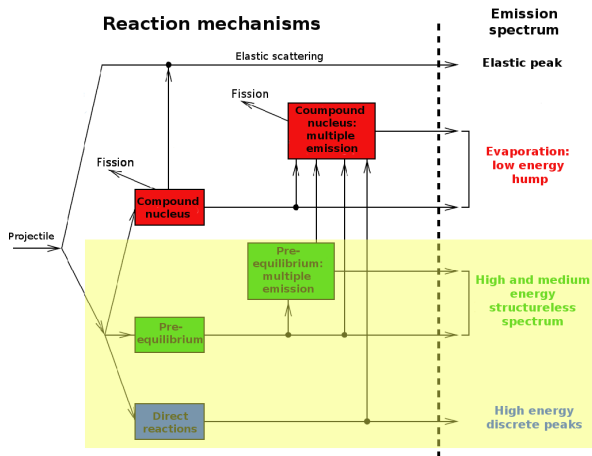 Reaction mechanisms
Emission
spectrum
Elastic scattering
Elastic peak
Fission
Coumpound
nucleus:
multiple
emission
Evaporation:
low energy
hump
Fission
Compound
nucleus
Projectile
Pre-
equilibrium:
multiple
emission
High and medium
energy
structureless
spectrum
Pre-
equilibrium
Direct
reactions
High energy
discrete peaks